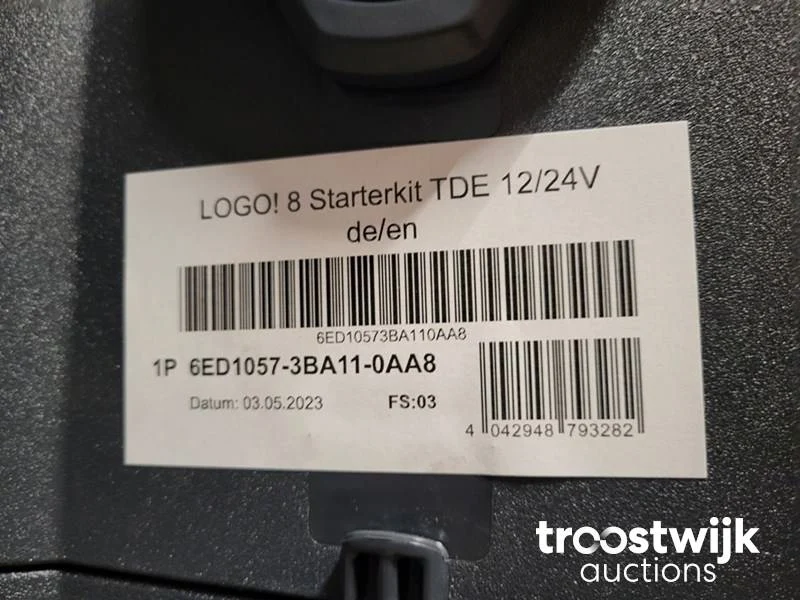 LOGO! 8 Starterkit TDE 12/24V
de/en
6ED10573BA110AA8
1P 6ED1057-3BA11-0AA8
Datum: 03.05.2023 FS:03
4 042948 793282
troostwijk
auctions